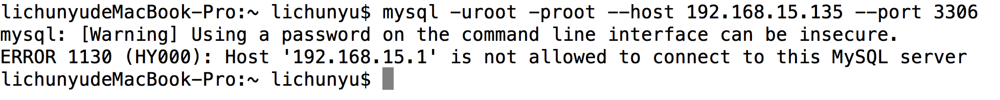 lichunyudeMacBook-Pro:~ lichunyu$ mysql -uroot -proot --host 192.168.15.135 --port 3306
mysql: [Warning] Using a password on the command line interface can be insecure.
ERROR 1130 (HY000): Host '192.168.15.1' is not allowed to connect to this MySQL server
lichunyudeMacBook-Pro:~ lichunyu$